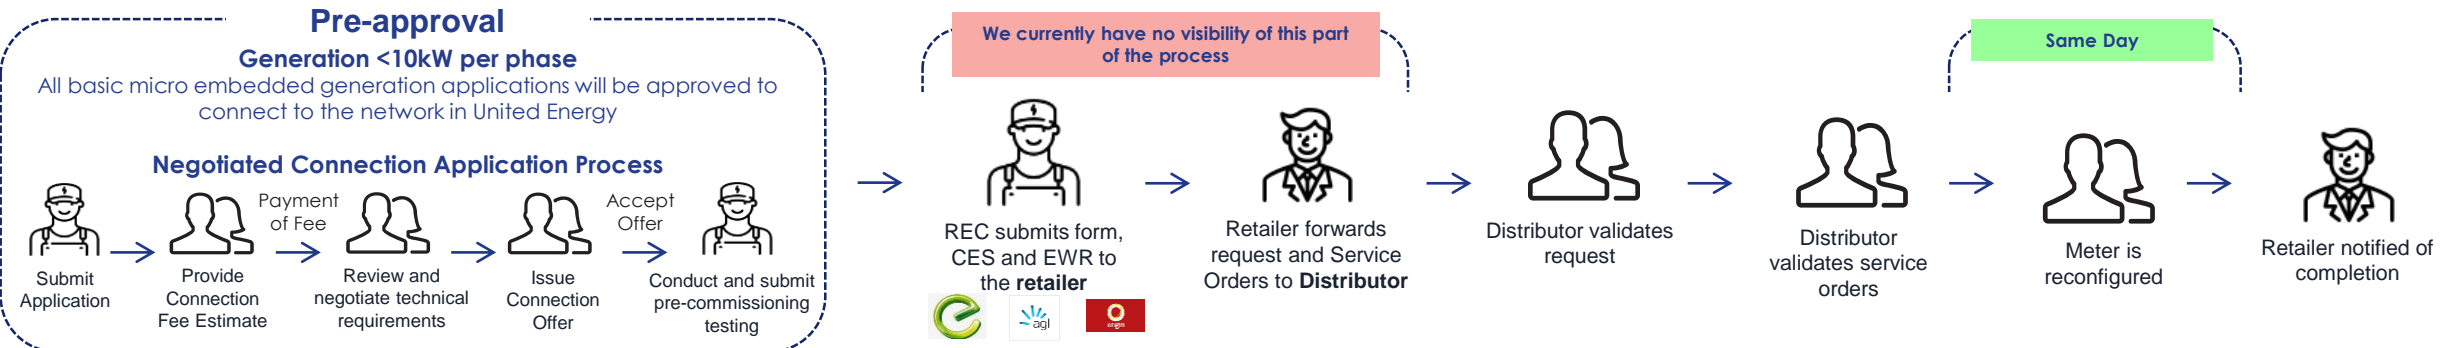 Pre-approval
Generation <10kW per phase
All basic micro embedded generation applications will be approved to
connect to the network in United Energy
Negotiated Connection Application Process
Submit
Application
Provide
Connection
Fee Estimate
Payment
of Fee
Review and
negotiate technical
requirements
Issue
Connection
Offer
Accept
Offer
Conduct and submit
pre-commissioning
testing
We currently have no visibility of this part
of the process
REC submits form,
CES and EWR to
the retailer
agl
origin
Retailer forwards
request and Service
Orders to Distributor
Distributor validates
request
Distributor
validates service
orders
Same Day
Meter is
reconfigured
Retailer notified of
completion